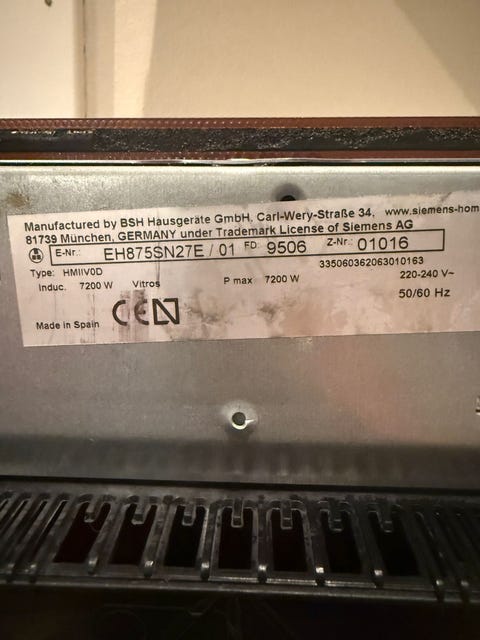 Manufactured by BSH Hausgeräte GmbH, Carl-Wery-Straße 34, www.siemens-hom
81739 München, GERMANY under Trademark License of Siemens AG
E-Nr.: EH875SN27E / 01 FD: 9506 Z-Nr.: 01016
Type: HMIIV0D 335060362063010163 220-240 V~
Induc. 7200 W Vitros P max 7200 W 50/60 Hz
Made in Spain CE N